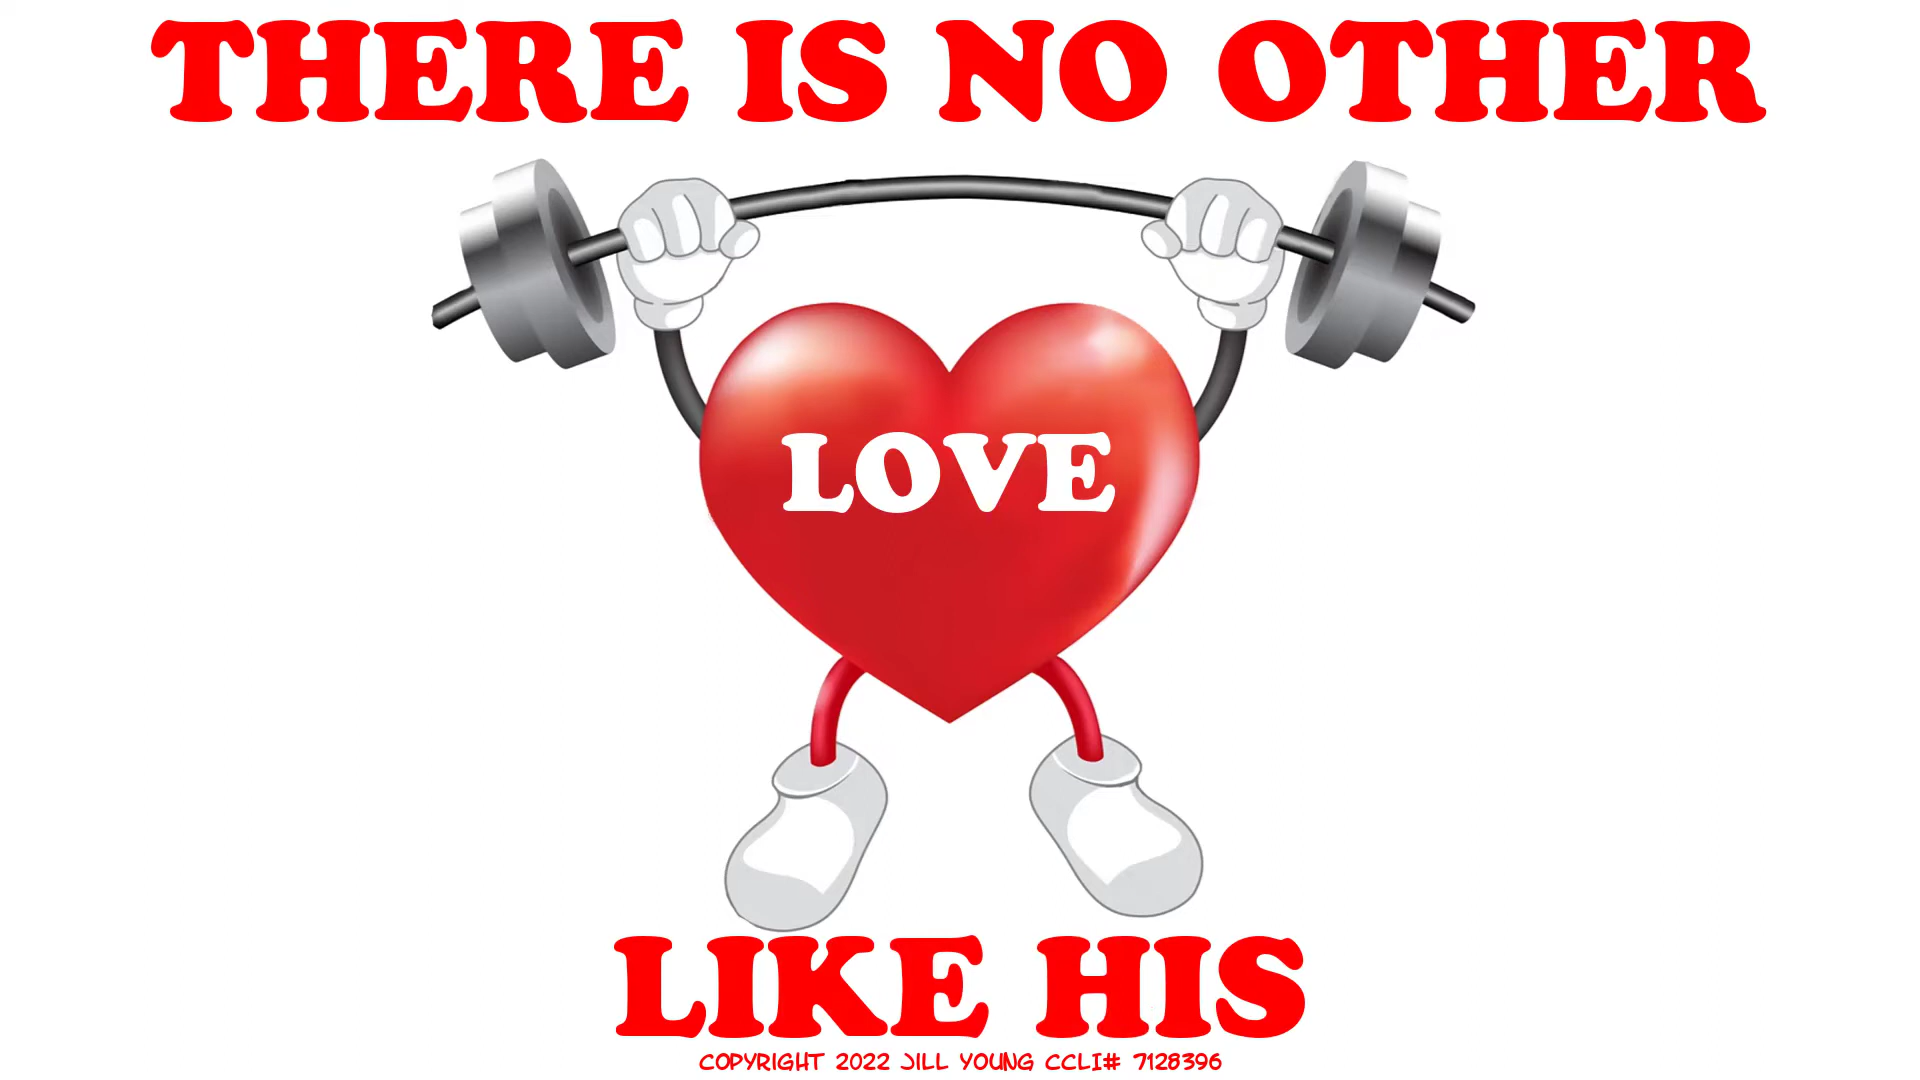 THERE IS NO OTHER
LOVE
LIKE HIS
COPYRIGHT 2022 JILL YOUNG CCLI# 7128396